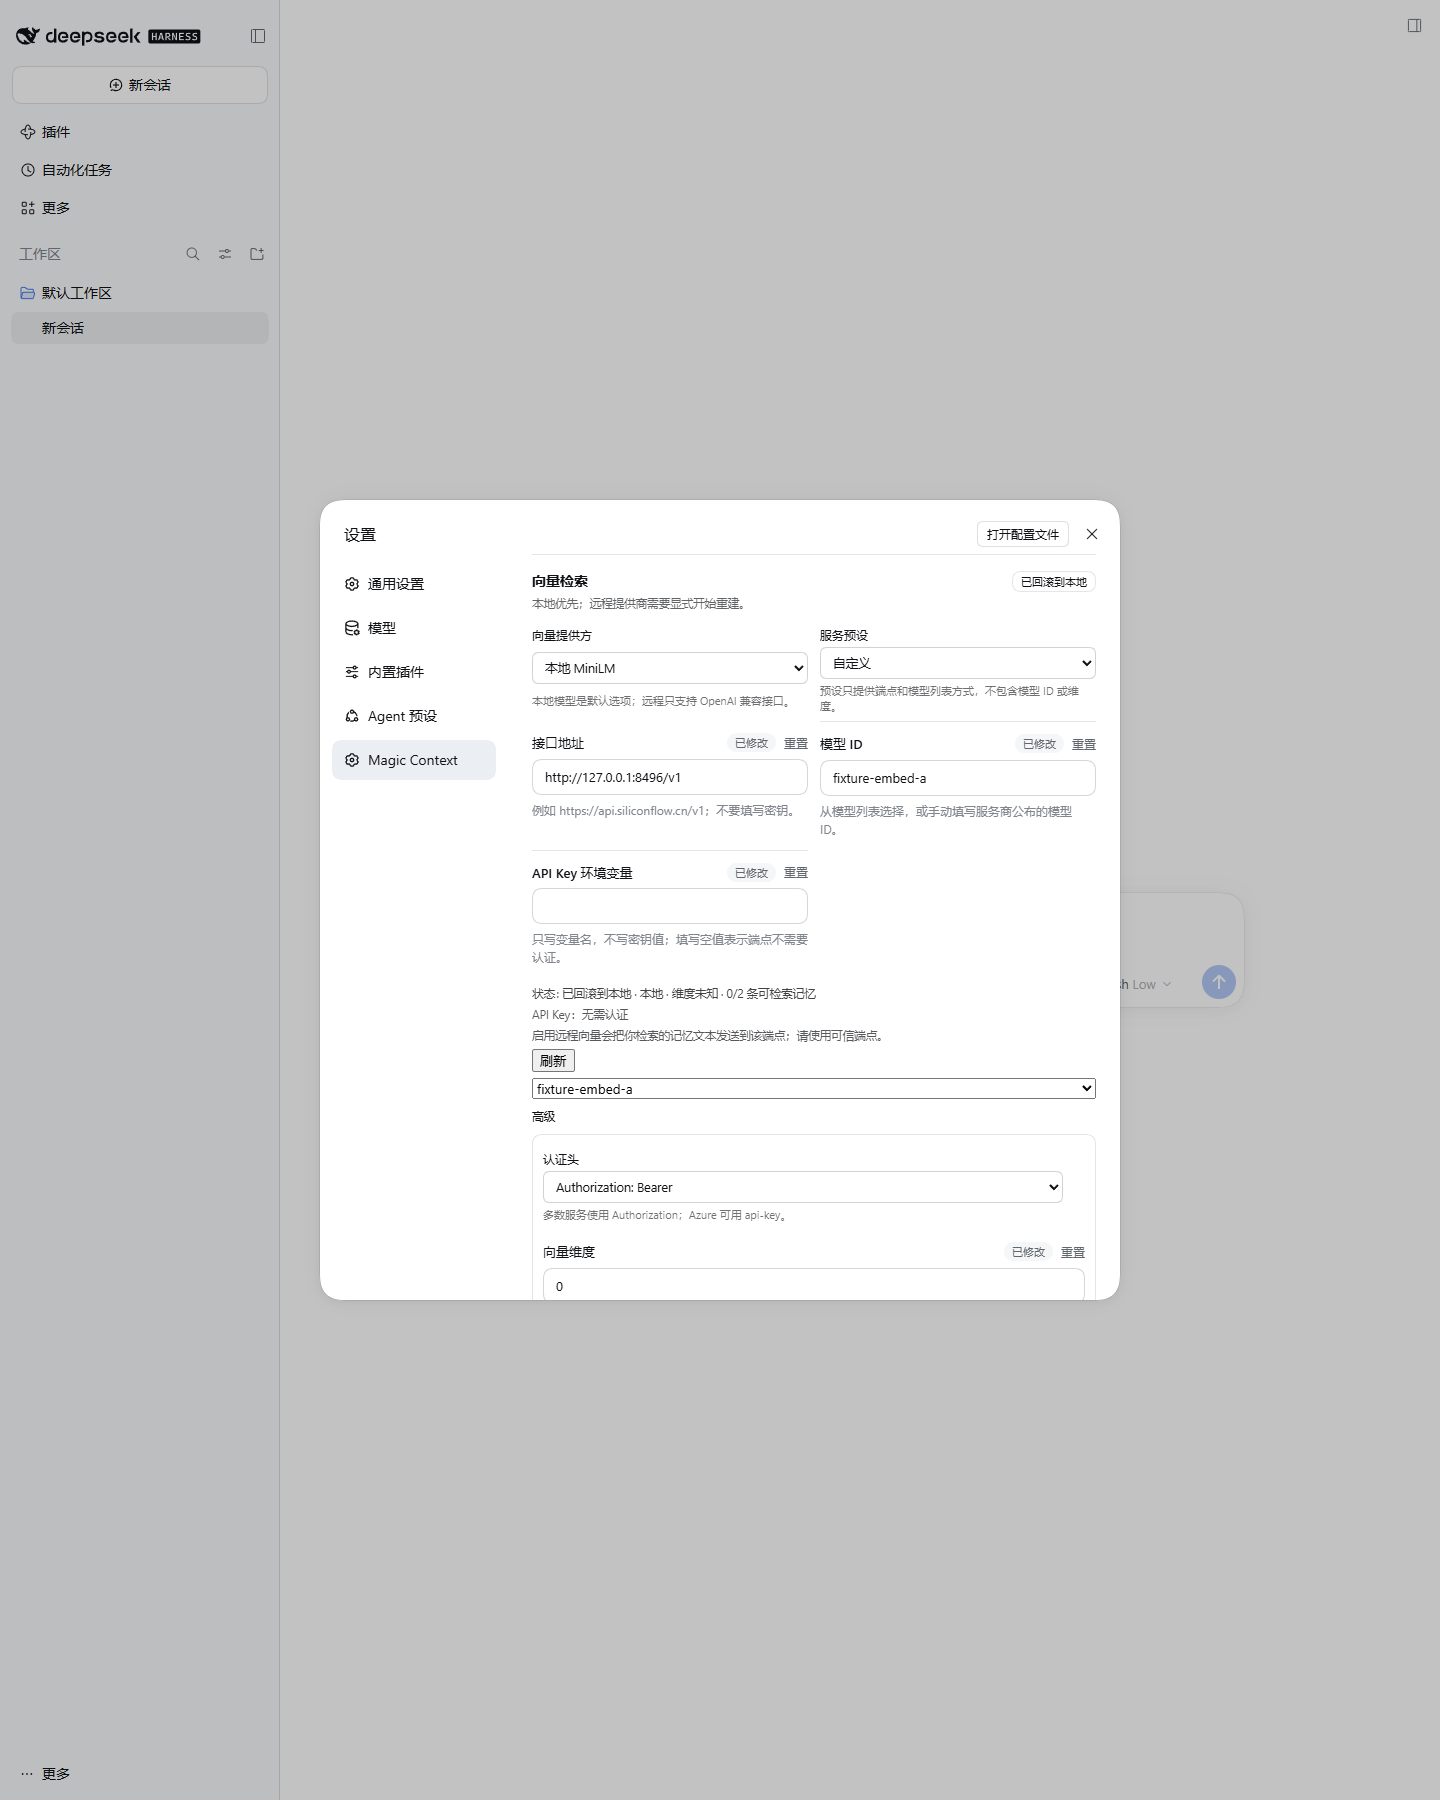 deepseek HARNESS
新会话
插件
自动化任务
更多
工作区
默认工作区
新会话
设置
打开配置文件
通用设置
模型
内置插件
Agent 预设
Magic Context
向量检索
已回滚到本地
本地优先；远程提供商需要显式开始重建。
向量提供方
本地 MiniLM
本地模型是默认选项；远程只支持 OpenAI 兼容接口。
服务预设
自定义
预设只提供端点和模型列表方式，不包含模型 ID 或维
度。
接口地址
已修改
重置
http://127.0.0.1:8496/v1
例如 https://api.siliconflow.cn/v1；不要填写密钥。
模型 ID
已修改
重置
fixture-embed-a
从模型列表选择，或手动填写服务商公布的模型
ID。
API Key 环境变量
已修改
重置
只写变量名，不写密钥值；填写空值表示端点不需要
认证。
状态: 已回滚到本地 · 本地 · 维度未知 · 0/2 条可检索记忆
API Key：无需认证
启用远程向量会把你检索的记忆文本发送到该端点；请使用可信端点。
刷新
fixture-embed-a
高级
认证头
Authorization: Bearer
多数服务使用 Authorization；Azure 可用 api-key。
向量维度
已修改
重置
0
Low
更多